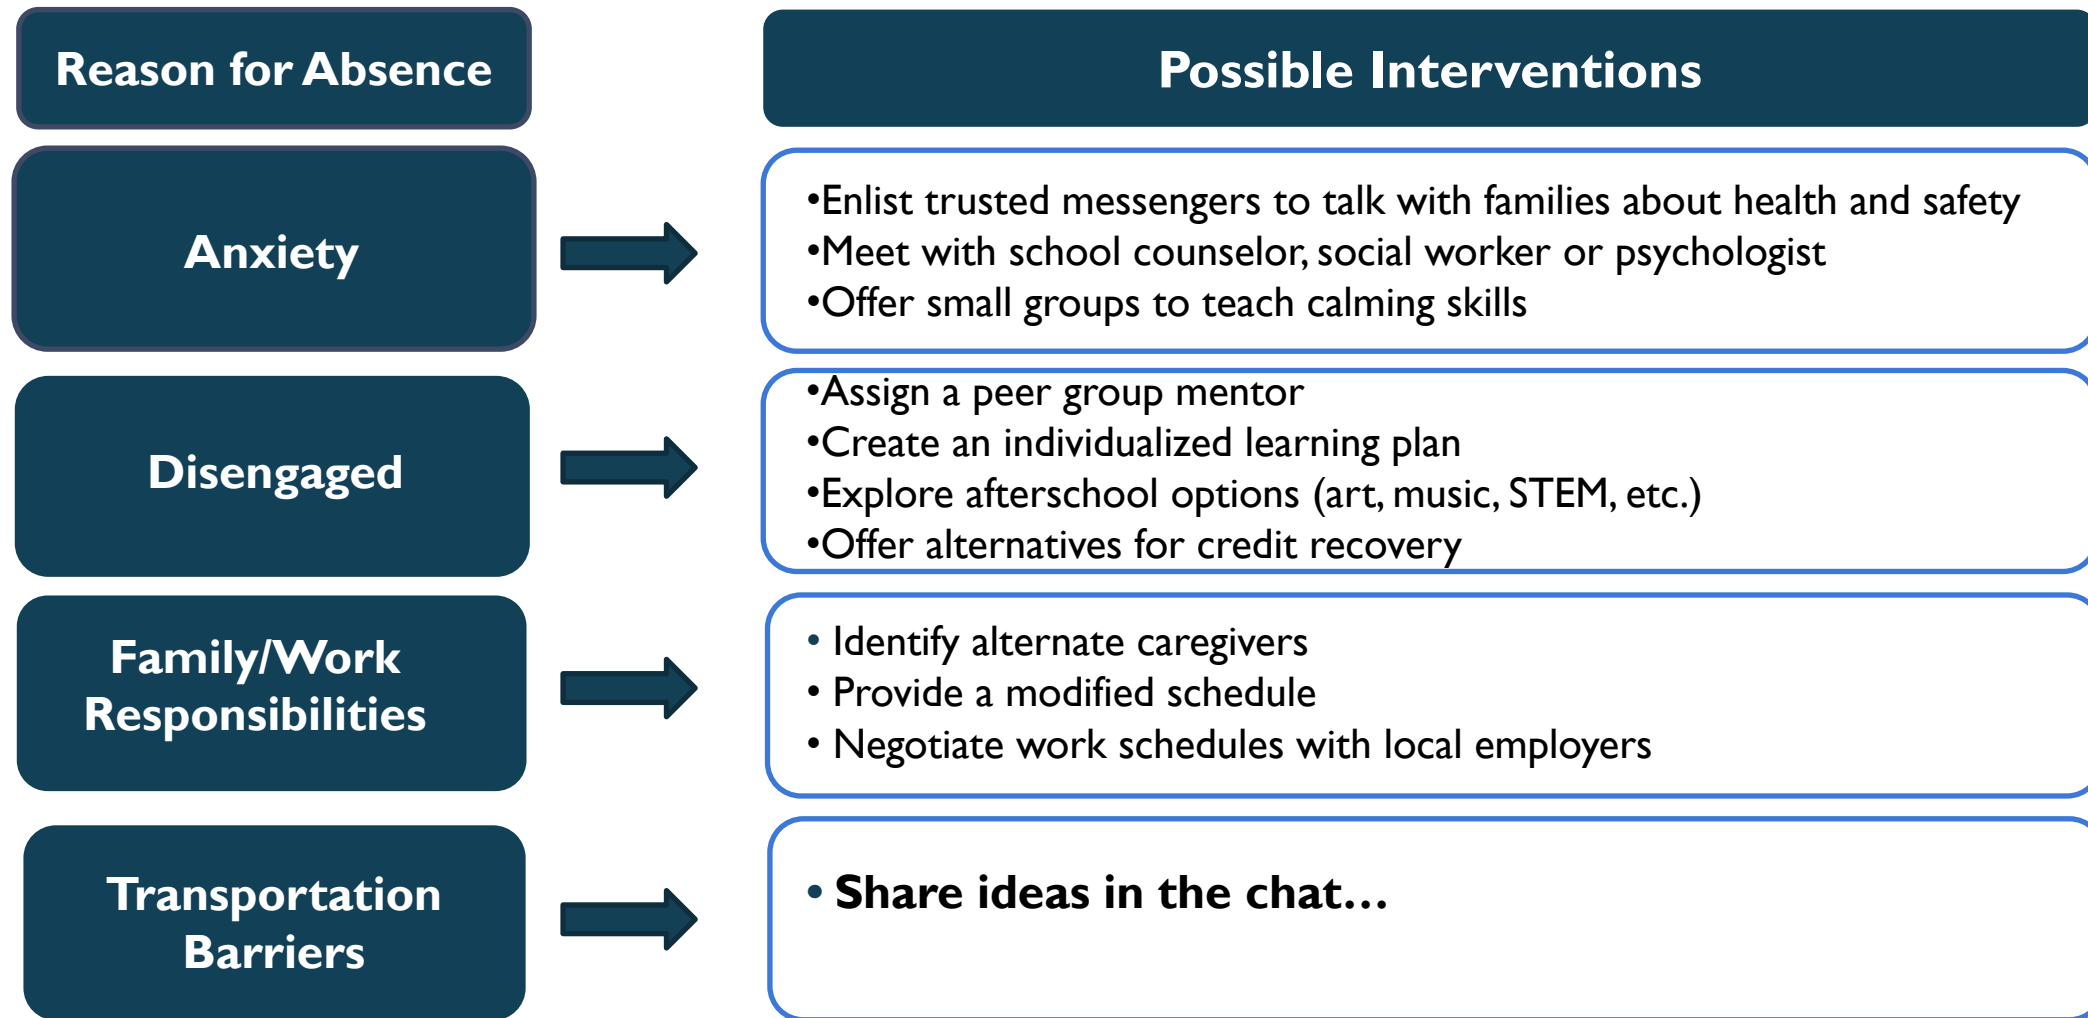 Reason for Absence
Possible Interventions
Anxiety
•Enlist trusted messengers to talk with families about health and safety
•Meet with school counselor, social worker or psychologist
•Offer small groups to teach calming skills
Disengaged
•Assign a peer group mentor
•Create an individualized learning plan
•Explore afterschool options (art, music, STEM, etc.)
•Offer alternatives for credit recovery
Family/Work
Responsibilities
• Identify alternate caregivers
• Provide a modified schedule
• Negotiate work schedules with local employers
Transportation
Barriers
• Share ideas in the chat…